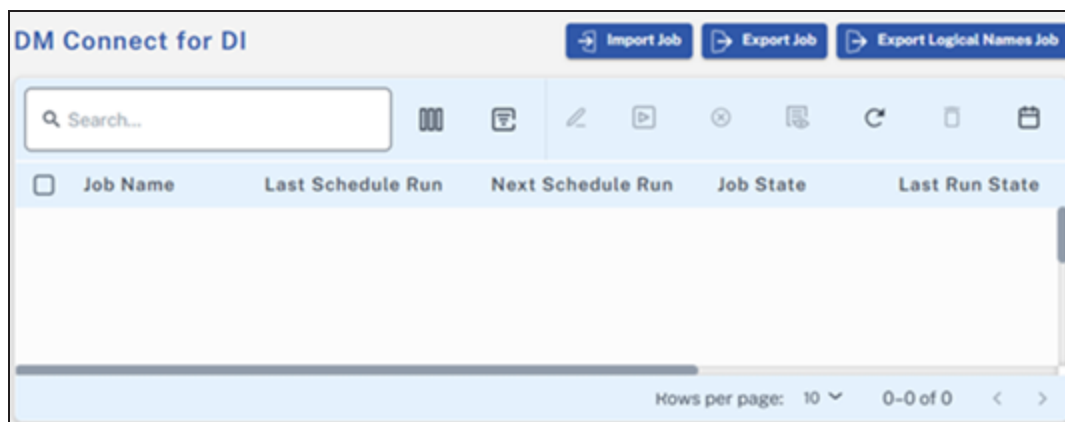 DM Connect for DI
Import Job
Export Job
Export Logical Names Job
Search...
Job Name Last Schedule Run Next Schedule Run Job State Last Run State
Rows per page: 10 0-0 of 0